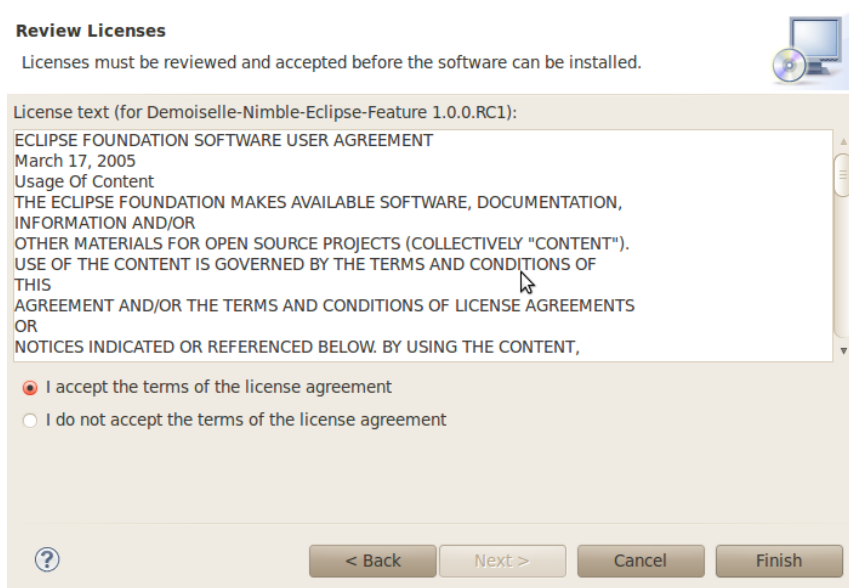 Review Licenses
Licenses must be reviewed and accepted before the software can be installed.
License text (for Demoiselle-Nimble-Eclipse-Feature 1.0.0.RC1):
ECLIPSE FOUNDATION SOFTWARE USER AGREEMENT
March 17, 2005
Usage Of Content
THE ECLIPSE FOUNDATION MAKES AVAILABLE SOFTWARE, DOCUMENTATION,
INFORMATION AND/OR
OTHER MATERIALS FOR OPEN SOURCE PROJECTS (COLLECTIVELY "CONTENT").
USE OF THE CONTENT IS GOVERNED BY THE TERMS AND CONDITIONS OF
THIS
AGREEMENT AND/OR THE TERMS AND CONDITIONS OF LICENSE AGREEMENTS
OR
NOTICES INDICATED OR REFERENCED BELOW. BY USING THE CONTENT,
I accept the terms of the license agreement
I do not accept the terms of the license agreement
? < Back Next > Cancel Finish